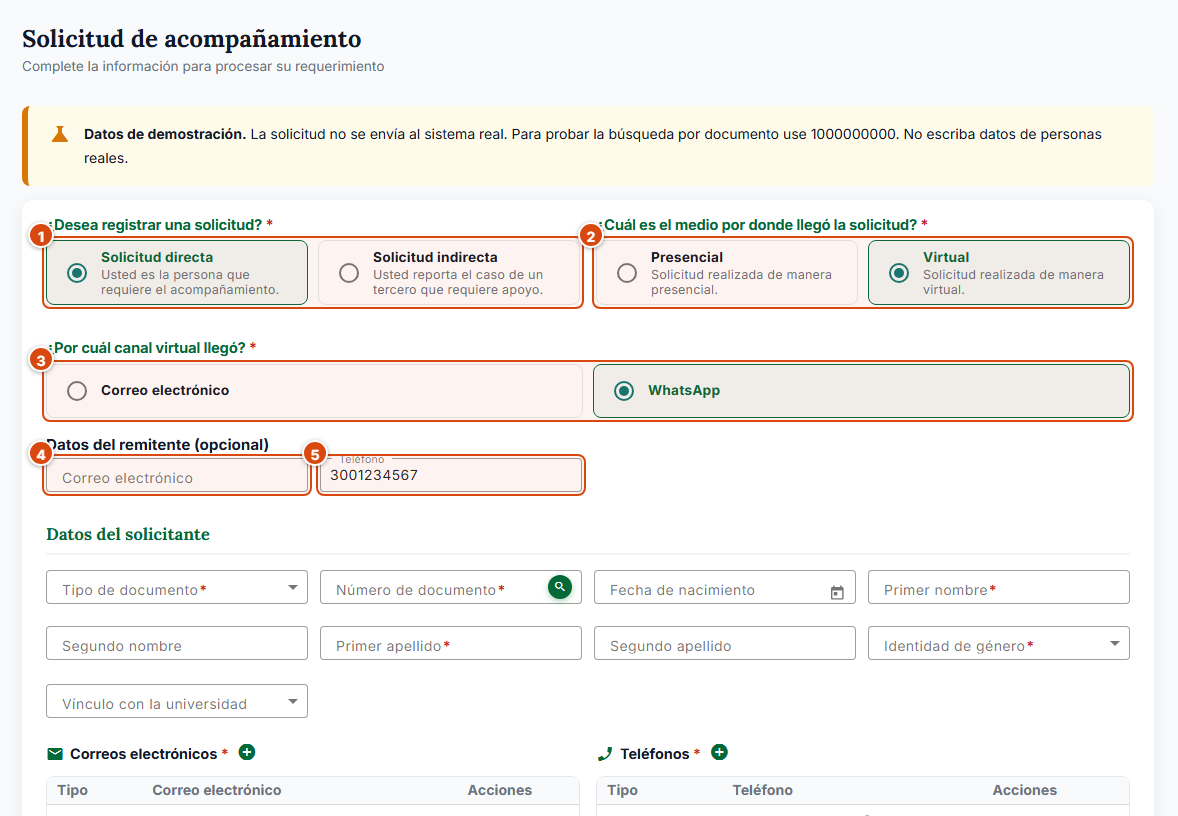 Solicitud de acompañamiento
Complete la información para procesar su requerimiento
Datos de demostración. La solicitud no se envía al sistema real. Para probar la búsqueda por documento use 1000000000. No escriba datos de personas
reales.
¿Desea registrar una solicitud? *
¿Cuál es el medio por donde llegó la solicitud? *
1
Solicitud directa
Usted es la persona que
requiere el acompañamiento.
Solicitud indirecta
Usted reporta el caso de un
tercero que requiere apoyo.
2
Presencial
Solicitud realizada de manera
presencial.
Virtual
Solicitud realizada de manera
virtual.
¿Por cuál canal virtual llegó? *
3
Correo electrónico
WhatsApp
Datos del remitente (opcional)
4
Correo electrónico
5
Teléfono
3001234567
Datos del solicitante
Tipo de documento*
Número de documento*
Fecha de nacimiento
Primer nombre*
Segundo nombre
Primer apellido*
Segundo apellido
Identidad de género*
Vínculo con la universidad
Correos electrónicos *
Teléfonos *
Tipo Correo electrónico Acciones
Tipo Teléfono Acciones